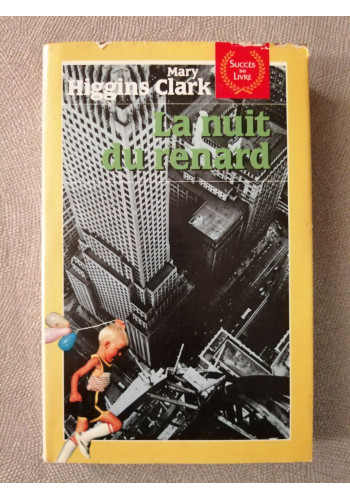 Mary
Higgins Clark
SUCCÈS
DU
LIVRE
La nuit
du renard